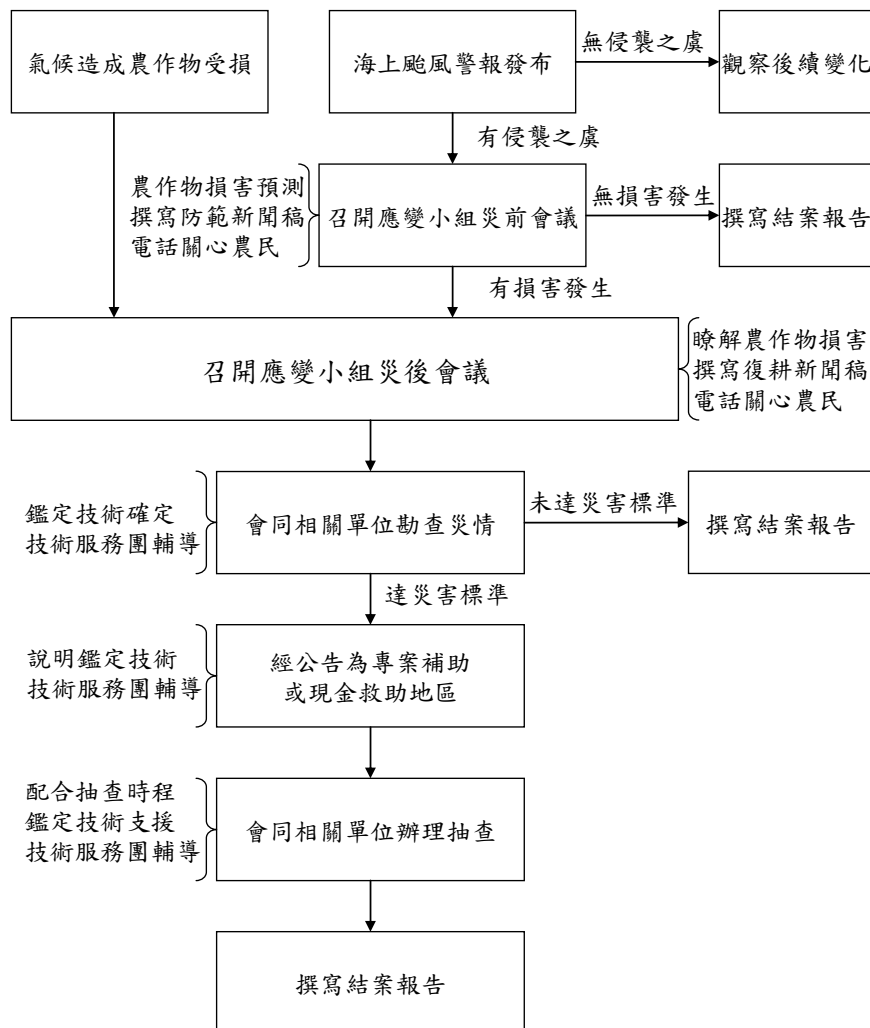 氣候造成農作物受損
海上颱風警報發布
無侵襲之虞
觀察後續變化
有侵襲之虞
農作物損害預測
撰寫防範新聞稿
電話關心農民
召開應變小組災前會議
無損害發生
撰寫結案報告
有損害發生
召開應變小組災後會議
瞭解農作物損害
撰寫復耕新聞稿
電話關心農民
鑑定技術確定
技術服務團輔導
會同相關單位勘查災情
未達災害標準
撰寫結案報告
達災害標準
說明鑑定技術
技術服務團輔導
經公告為專案補助
或現金救助地區
配合抽查時程
鑑定技術支援
技術服務團輔導
會同相關單位辦理抽查
撰寫結案報告